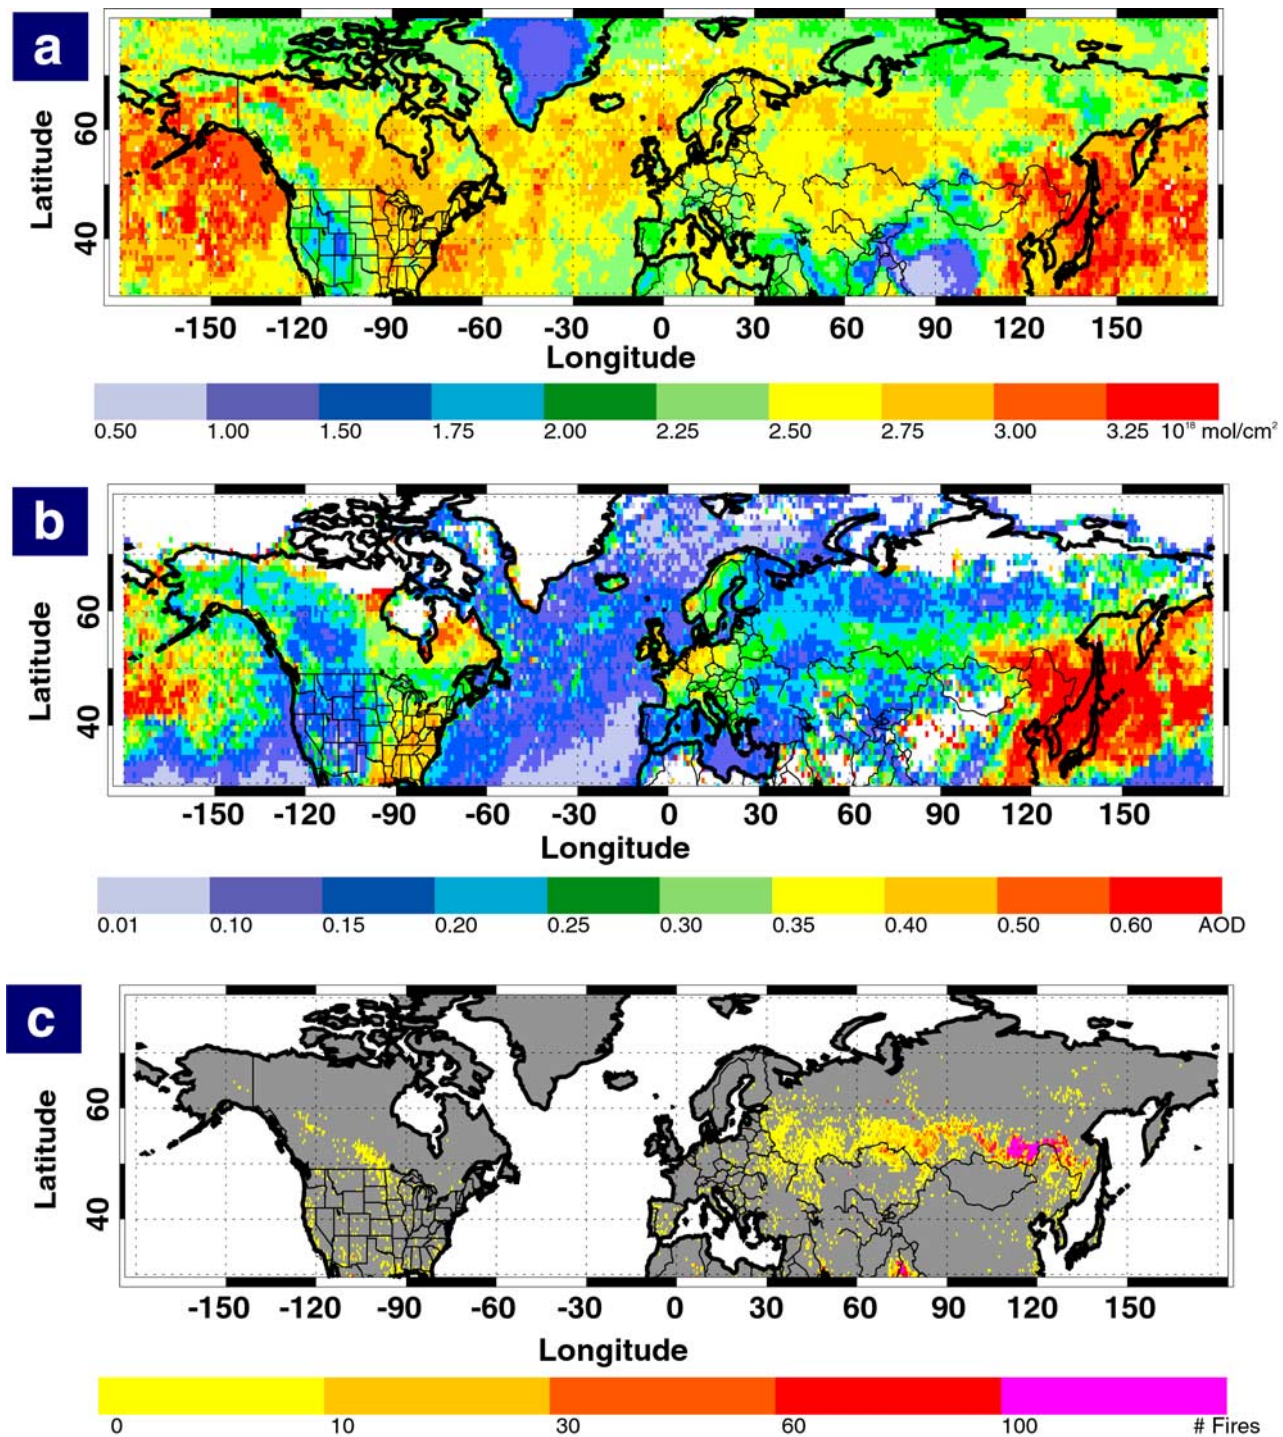 a
Latitude
60
40
-150 -120 -90 -60 -30 0 30 60 90 120 150
Longitude
0.50 1.00 1.50 1.75 2.00 2.25 2.50 2.75 3.00 3.25 10¹⁸ mol/cm²
b
Latitude
60
40
-150 -120 -90 -60 -30 0 30 60 90 120 150
Longitude
0.01 0.10 0.15 0.20 0.25 0.30 0.35 0.40 0.50 0.60 AOD
c
Latitude
60
40
-150 -120 -90 -60 -30 0 30 60 90 120 150
Longitude
0 10 30 60 100 # Fires